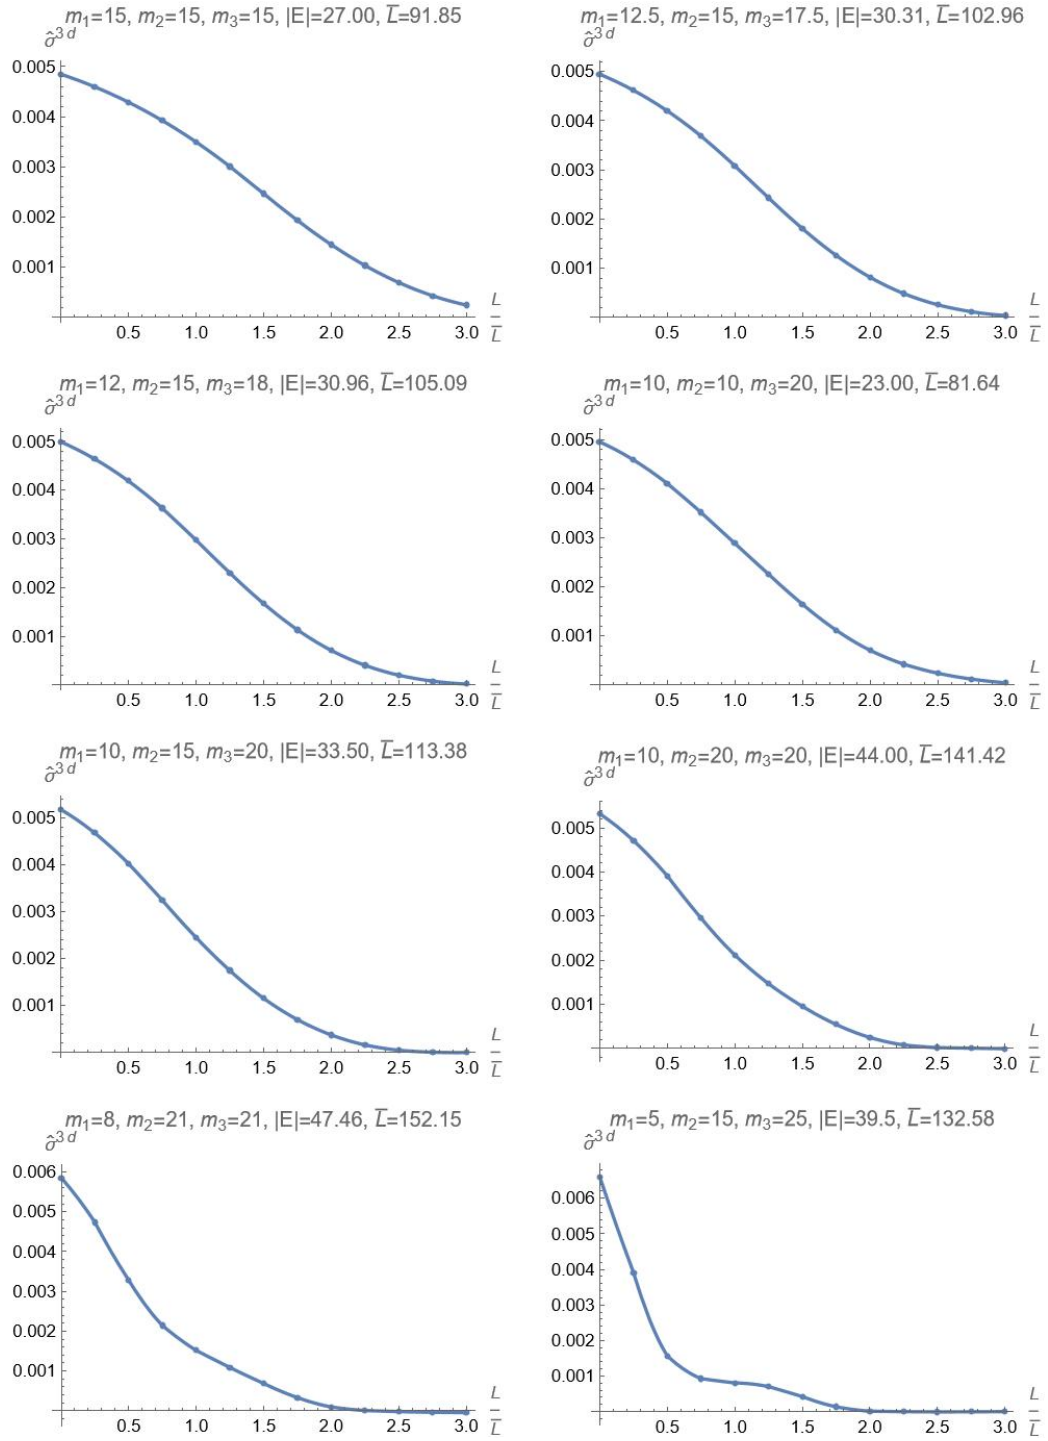 m₁=15, m₂=15, m₃=15, |E|=27.00, L̅=91.85
σ̂³ᵈ
0.005
0.004
0.003
0.002
0.001
0.5 1.0 1.5 2.0 2.5 3.0
L
L̅
m₁=12.5, m₂=15, m₃=17.5, |E|=30.31, L̅=102.96
σ̂³ᵈ
0.005
0.004
0.003
0.002
0.001
0.5 1.0 1.5 2.0 2.5 3.0
L
L̅
m₁=12, m₂=15, m₃=18, |E|=30.96, L̅=105.09
σ̂³ᵈ
0.005
0.004
0.003
0.002
0.001
0.5 1.0 1.5 2.0 2.5 3.0
L
L̅
m₁=10, m₂=10, m₃=20, |E|=23.00, L̅=81.64
σ̂³ᵈ
0.005
0.004
0.003
0.002
0.001
0.5 1.0 1.5 2.0 2.5 3.0
L
L̅
m₁=10, m₂=15, m₃=20, |E|=33.50, L̅=113.38
σ̂³ᵈ
0.005
0.004
0.003
0.002
0.001
0.5 1.0 1.5 2.0 2.5 3.0
L
L̅
m₁=10, m₂=20, m₃=20, |E|=44.00, L̅=141.42
σ̂³ᵈ
0.005
0.004
0.003
0.002
0.001
0.5 1.0 1.5 2.0 2.5 3.0
L
L̅
m₁=8, m₂=21, m₃=21, |E|=47.46, L̅=152.15
σ̂³ᵈ
0.006
0.005
0.004
0.003
0.002
0.001
0.5 1.0 1.5 2.0 2.5 3.0
L
L̅
m₁=5, m₂=15, m₃=25, |E|=39.5, L̅=132.58
σ̂³ᵈ
0.006
0.005
0.004
0.003
0.002
0.001
0.5 1.0 1.5 2.0 2.5 3.0
L
L̅